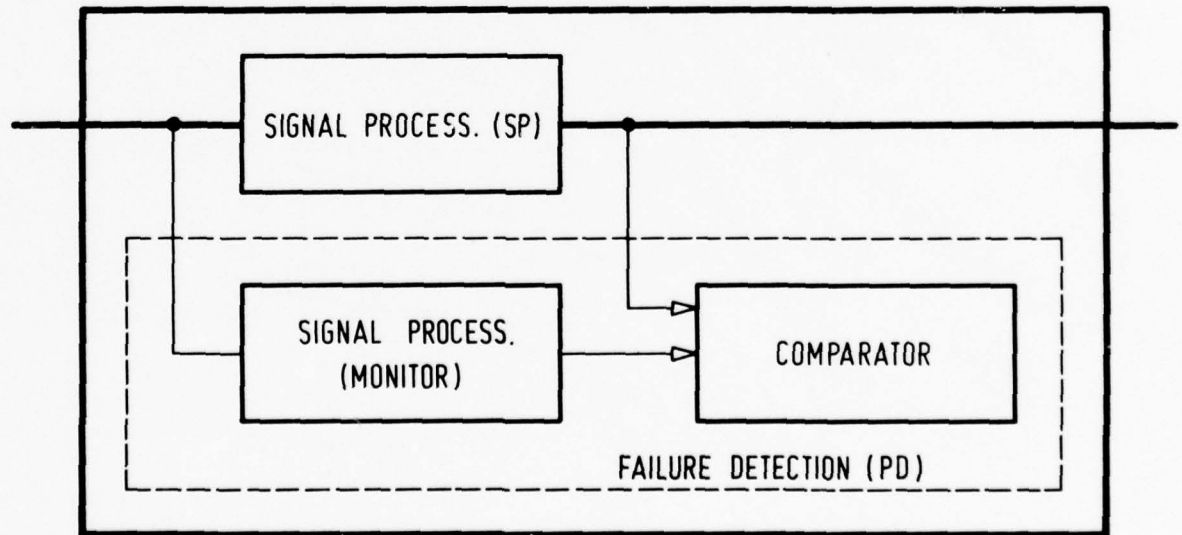 SIGNAL PROCESS. (SP)
SIGNAL PROCESS.
(MONITOR)
COMPARATOR
FAILURE DETECTION (PD)